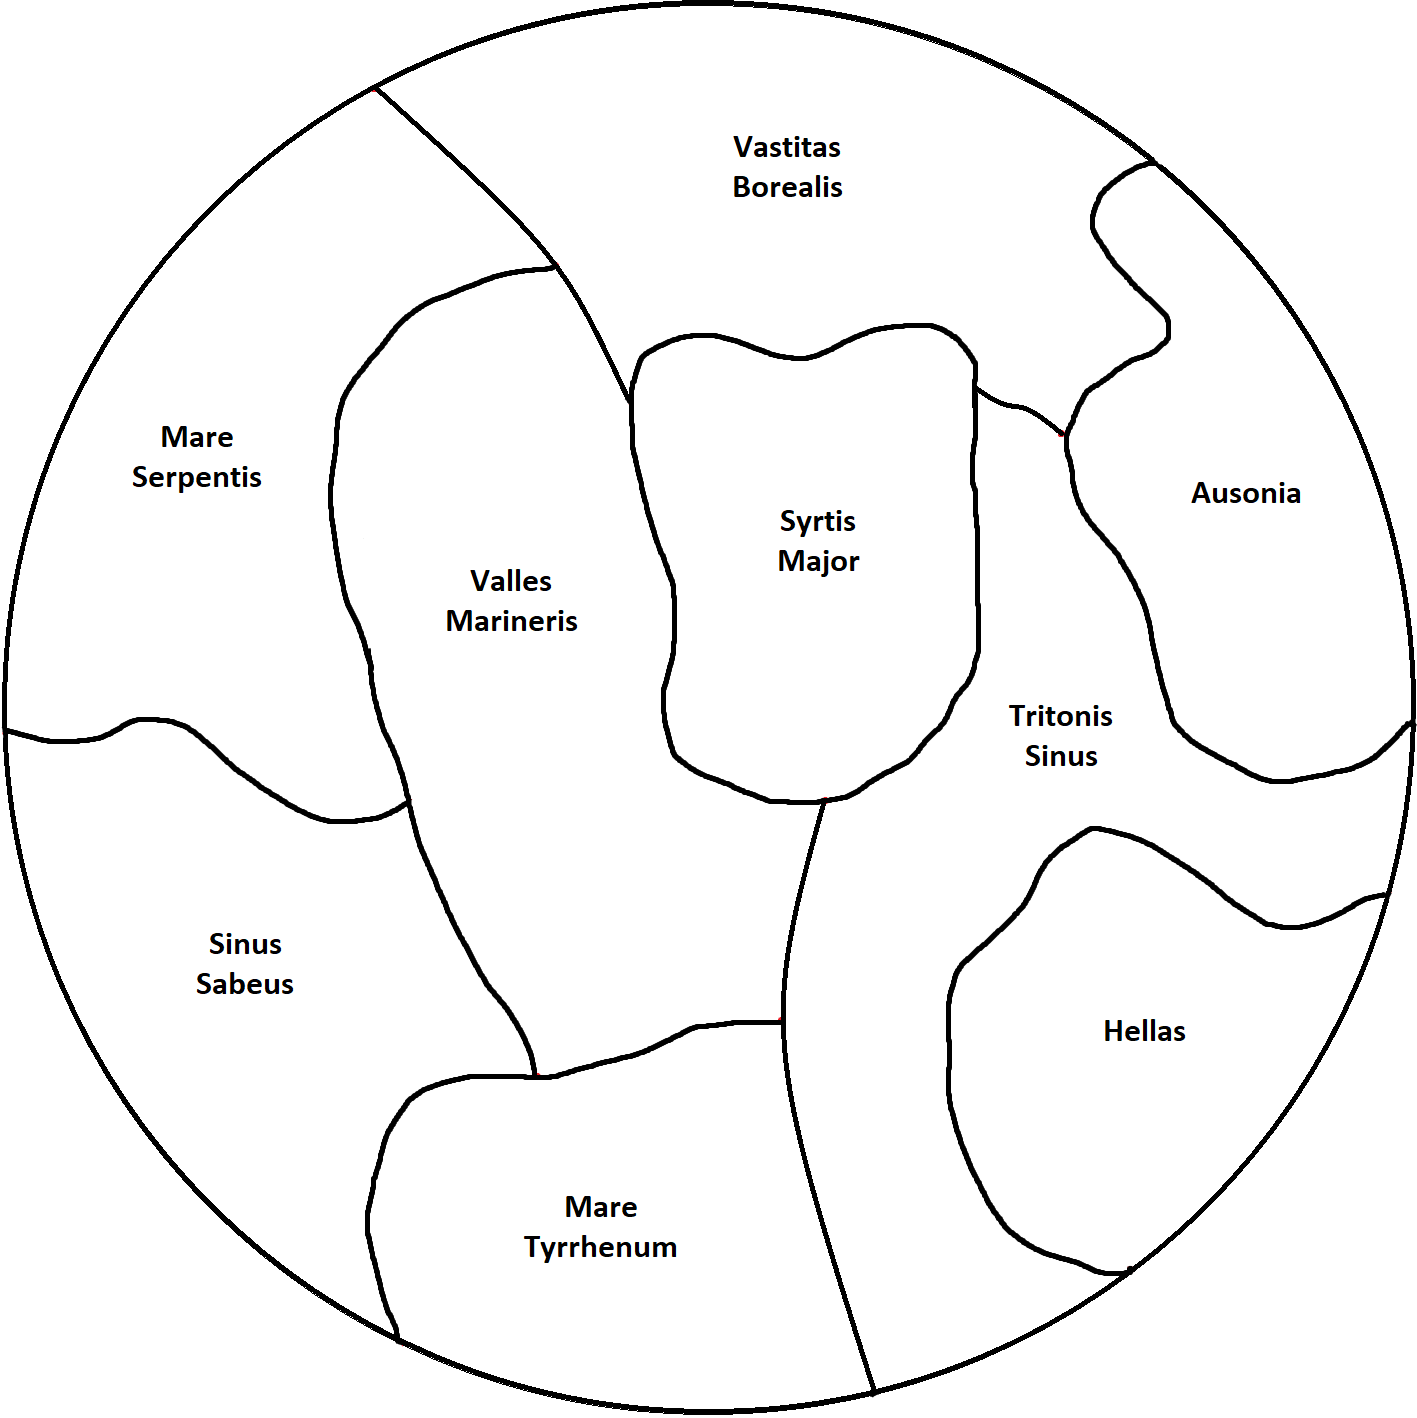 Vastitas
Borealis
Mare
Serpentis
Ausonia
Syrtis
Major
Valles
Marineris
Tritonis
Sinus
Sinus
Sabeus
Hellas
Mare
Tyrrhenum